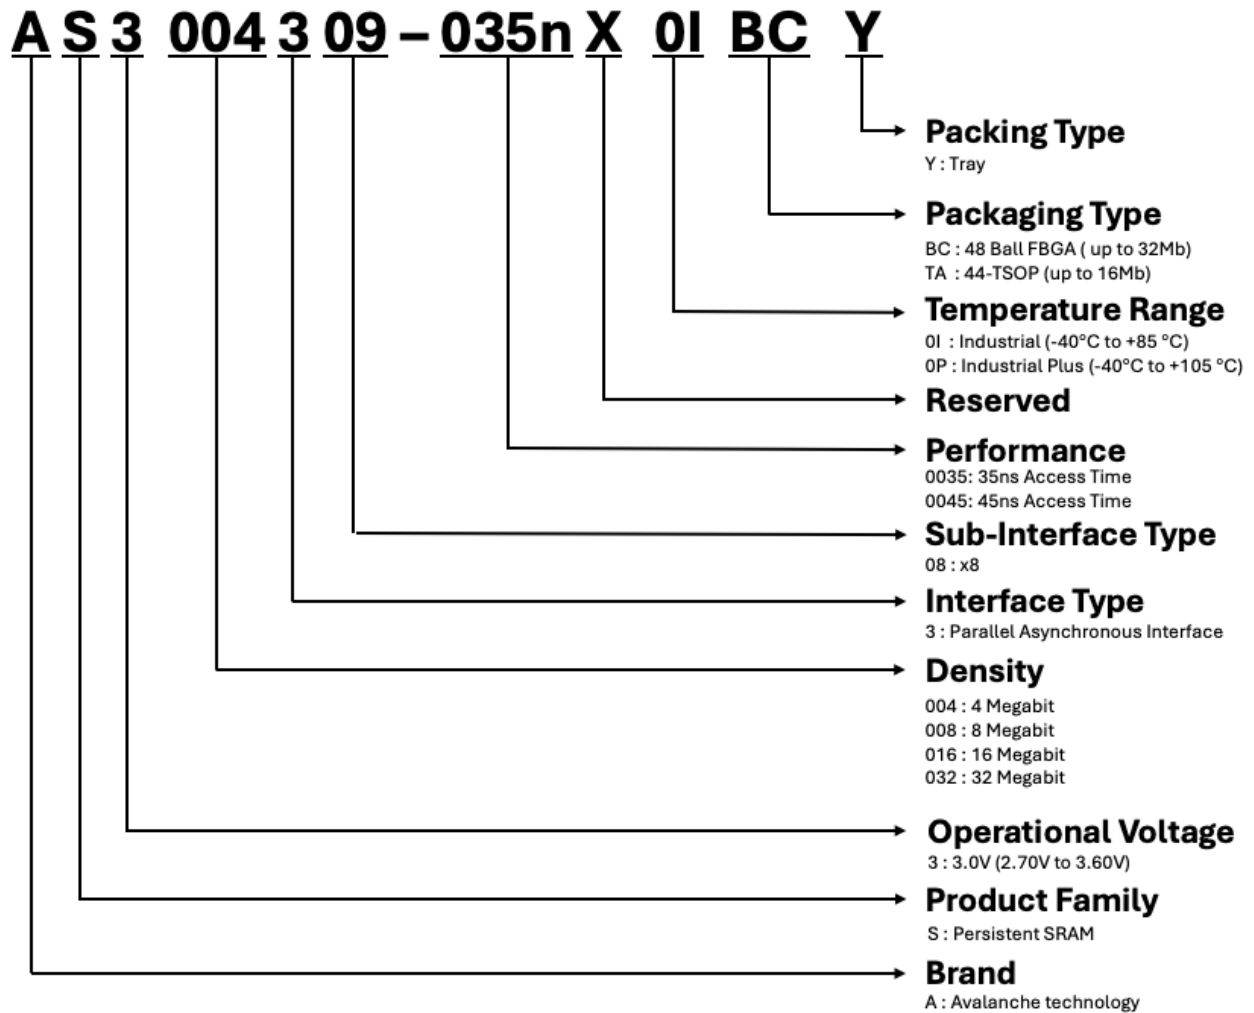 A S 3 004 3 09 – 035n X 0I BC Y
Packing Type
Y : Tray
Packaging Type
BC : 48 Ball FBGA ( up to 32Mb)
TA : 44-TSOP (up to 16Mb)
Temperature Range
0I : Industrial (-40°C to +85 °C)
0P : Industrial Plus (-40°C to +105 °C)
Reserved
Performance
0035: 35ns Access Time
0045: 45ns Access Time
Sub-Interface Type
08 : x8
Interface Type
3 : Parallel Asynchronous Interface
Density
004 : 4 Megabit
008 : 8 Megabit
016 : 16 Megabit
032 : 32 Megabit
Operational Voltage
3 : 3.0V (2.70V to 3.60V)
Product Family
S : Persistent SRAM
Brand
A : Avalanche technology